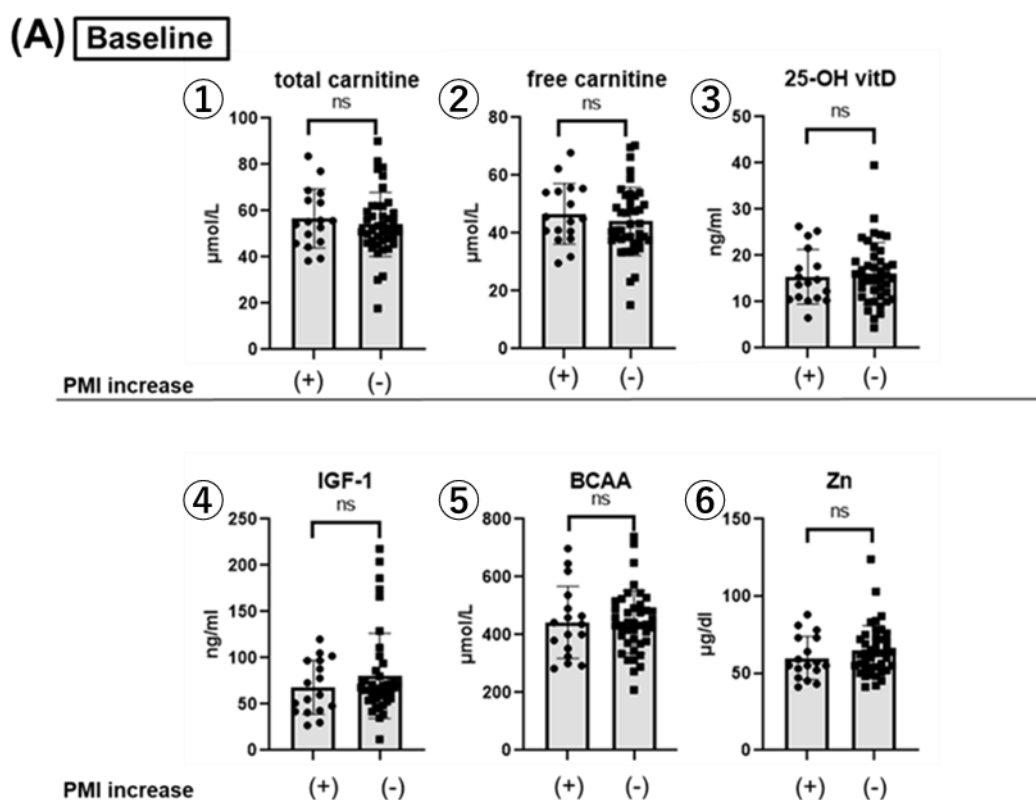 (A) Baseline
① total carnitine
ns
100
80
60
40
20
0
μmol/L
(+) (-)
② free carnitine
ns
80
60
40
20
0
μmol/L
(+) (-)
③ 25-OH vitD
ns
50
40
30
20
10
0
ng/ml
(+) (-)
PMI increase
④ IGF-1
ns
250
200
150
100
50
0
ng/ml
(+) (-)
⑤ BCAA
ns
800
600
400
200
0
μmol/L
(+) (-)
⑥ Zn
ns
150
100
50
0
μg/dl
(+) (-)
PMI increase